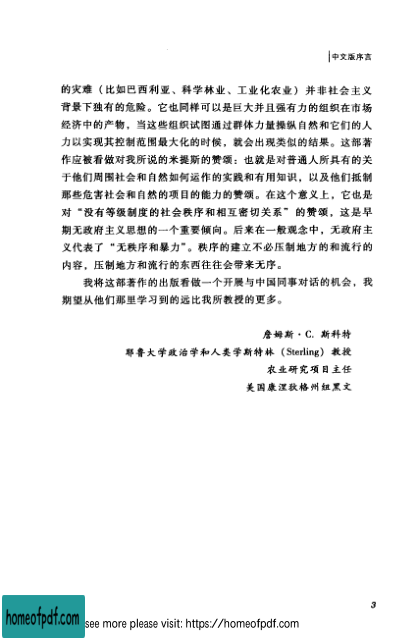 中文版序言
的灾难（比如巴西利亚、科学林业、工业化农业）并非社会主义
背景下独有的危险。它也同样可以是巨大并且强有力的组织在市场
经济中的产物，当这些组织试图通过群体力量操纵自然和它们的人
力以实现其控制范围最大化的时候，就会出现类似的结果。这部著
作应被看做对我所说的米提斯的赞颂：也就是对普通人所具有的关
于他们周围社会和自然如何运作的实践和有用知识，以及他们抵制
那些危害社会和自然的项目的能力的赞颂。在这个意义上，它也是
对“没有等级制度的社会秩序和相互密切关系”的赞颂，这是早
期无政府主义思想的一个重要倾向。后来在一般观念中，无政府主
义代表了“无秩序和暴力”。秩序的建立不必压制地方的和流行的
内容，压制地方和流行的东西往往会带来无序。
我将这部著作的出版看做一个开展与中国同事对话的机会，我
期望从他们那里学习到的远比我所教授的更多。
詹姆斯·C. 斯科特
耶鲁大学政治学和人类学斯特林（Sterling）教授
农业研究项目主任
美国康涅狄格州纽黑文
3
homeofpdf.com
see more please visit: https://homeofpdf.com